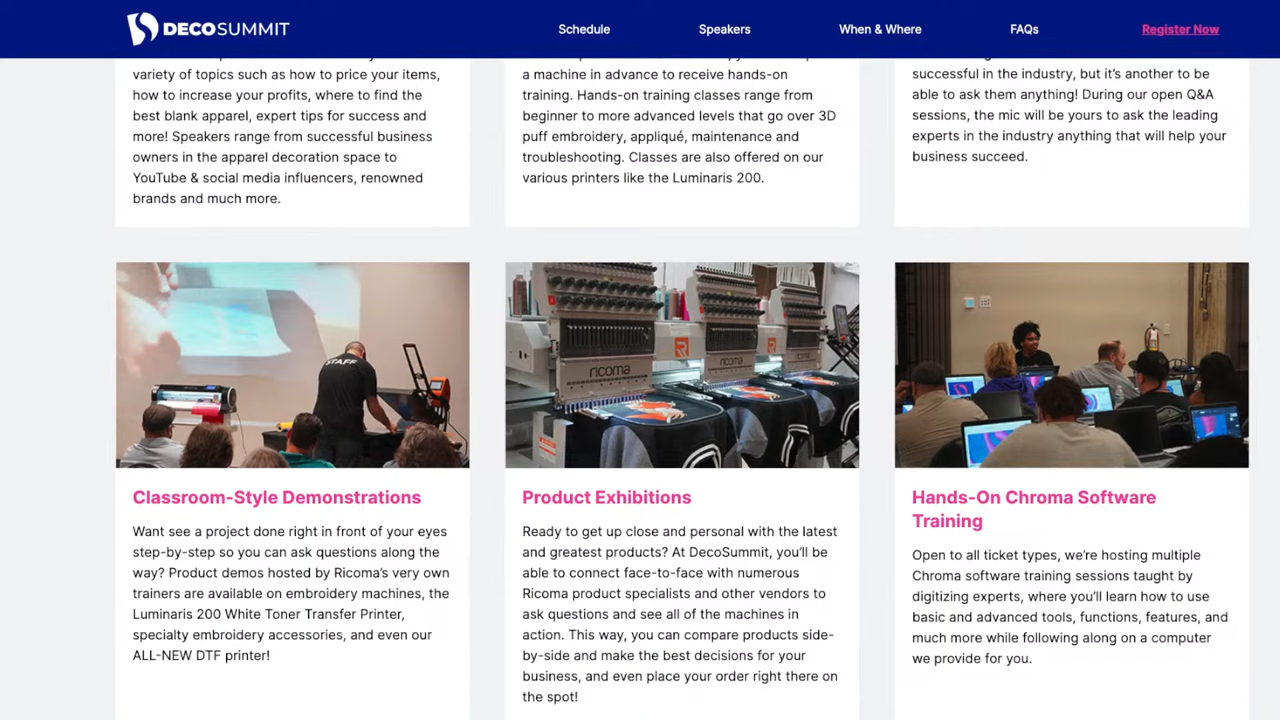 DECOSUMMIT
Schedule
Speakers
When & Where
FAQs
Register Now
variety of topics such as how to price your items,
how to increase your profits, where to find the
best blank apparel, expert tips for success and
more! Speakers range from successful business
owners in the apparel decoration space to
YouTube & social media influencers, renowned
brands and much more.
a machine in advance to receive hands-on
training. Hands-on training classes range from
beginner to more advanced levels that go over 3D
puff embroidery, appliqué, maintenance and
troubleshooting. Classes are also offered on our
various printers like the Luminaris 200.
successful in the industry, but it’s another to be
able to ask them anything! During our open Q&A
sessions, the mic will be yours to ask the leading
experts in the industry anything that will help your
business succeed.
STAFF
ricoma
ricoma
Classroom-Style Demonstrations
Want see a project done right in front of your eyes
step-by-step so you can ask questions along the
way? Product demos hosted by Ricoma’s very own
trainers are available on embroidery machines, the
Luminaris 200 White Toner Transfer Printer,
specialty embroidery accessories, and even our
ALL-NEW DTF printer!
Product Exhibitions
Ready to get up close and personal with the latest
and greatest products? At DecoSummit, you’ll be
able to connect face-to-face with numerous
Ricoma product specialists and other vendors to
ask questions and see all of the machines in
action. This way, you can compare products side-
by-side and make the best decisions for your
business, and even place your order right there on
the spot!
Hands-On Chroma Software
Training
Open to all ticket types, we’re hosting multiple
Chroma software training sessions taught by
digitizing experts, where you’ll learn how to use
basic and advanced tools, functions, features, and
much more while following along on a computer
we provide for you.